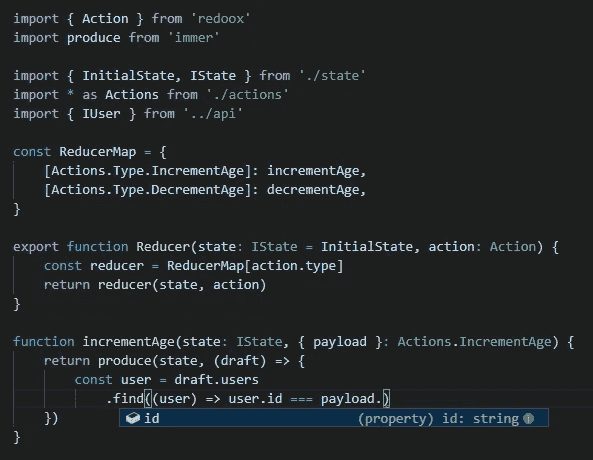 import { Action } from 'redoox'
import produce from 'immer'
import { InitialState, IState } from './state'
import * as Actions from './actions'
import { IUser } from '../api'
const ReducerMap = {
[Actions.Type.IncrementAge]: incrementAge,
[Actions.Type.DecrementAge]: decrementAge,
}
export function Reducer(state: IState = InitialState, action: Action) {
const reducer = ReducerMap[action.type]
return reducer(state, action)
}
function incrementAge(state: IState, { payload }: Actions.IncrementAge) {
return produce(state, (draft) => {
const user = draft.users
.find((user) => user.id === payload.)
}) id (property) id: string
}